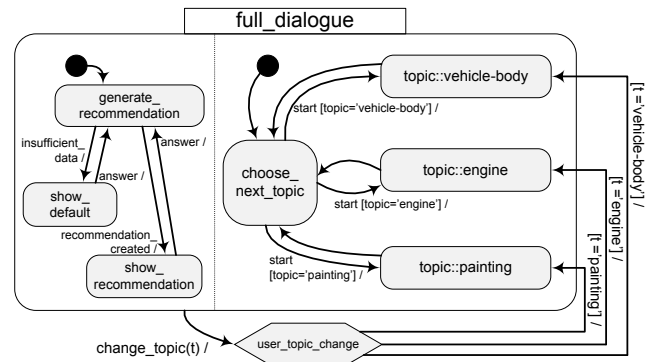 full_dialogue
generate_
recommendation
insufficient_
data /
answer /
answer /
show_
default
recommendation_
created /
show_
recommendation
topic::vehicle-body
start [topic='vehicle-body'] /
choose_
next_topic
topic::engine
start [topic='engine'] /
start
[topic='painting'] /
topic::painting
change_topic(t) /
user_topic_change
[t ='painting'] /
[t ='engine'] /
[t ='vehicle-body'] /